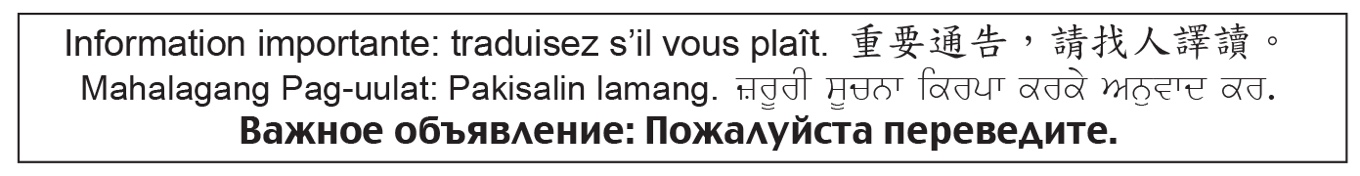 Information importante: traduisez s’il vous plaît. 重要通告，請找人譯讀。
Mahalagang Pag-uulat: Pakisalin lamang. ਜ਼ਰੂਰੀ ਸੂਚਨਾ ਕਿਰਪਾ ਕਰਕੇ ਅਨੁਵਾਦ ਕਰ.
Важное объявление: Пожалуйста переведите.